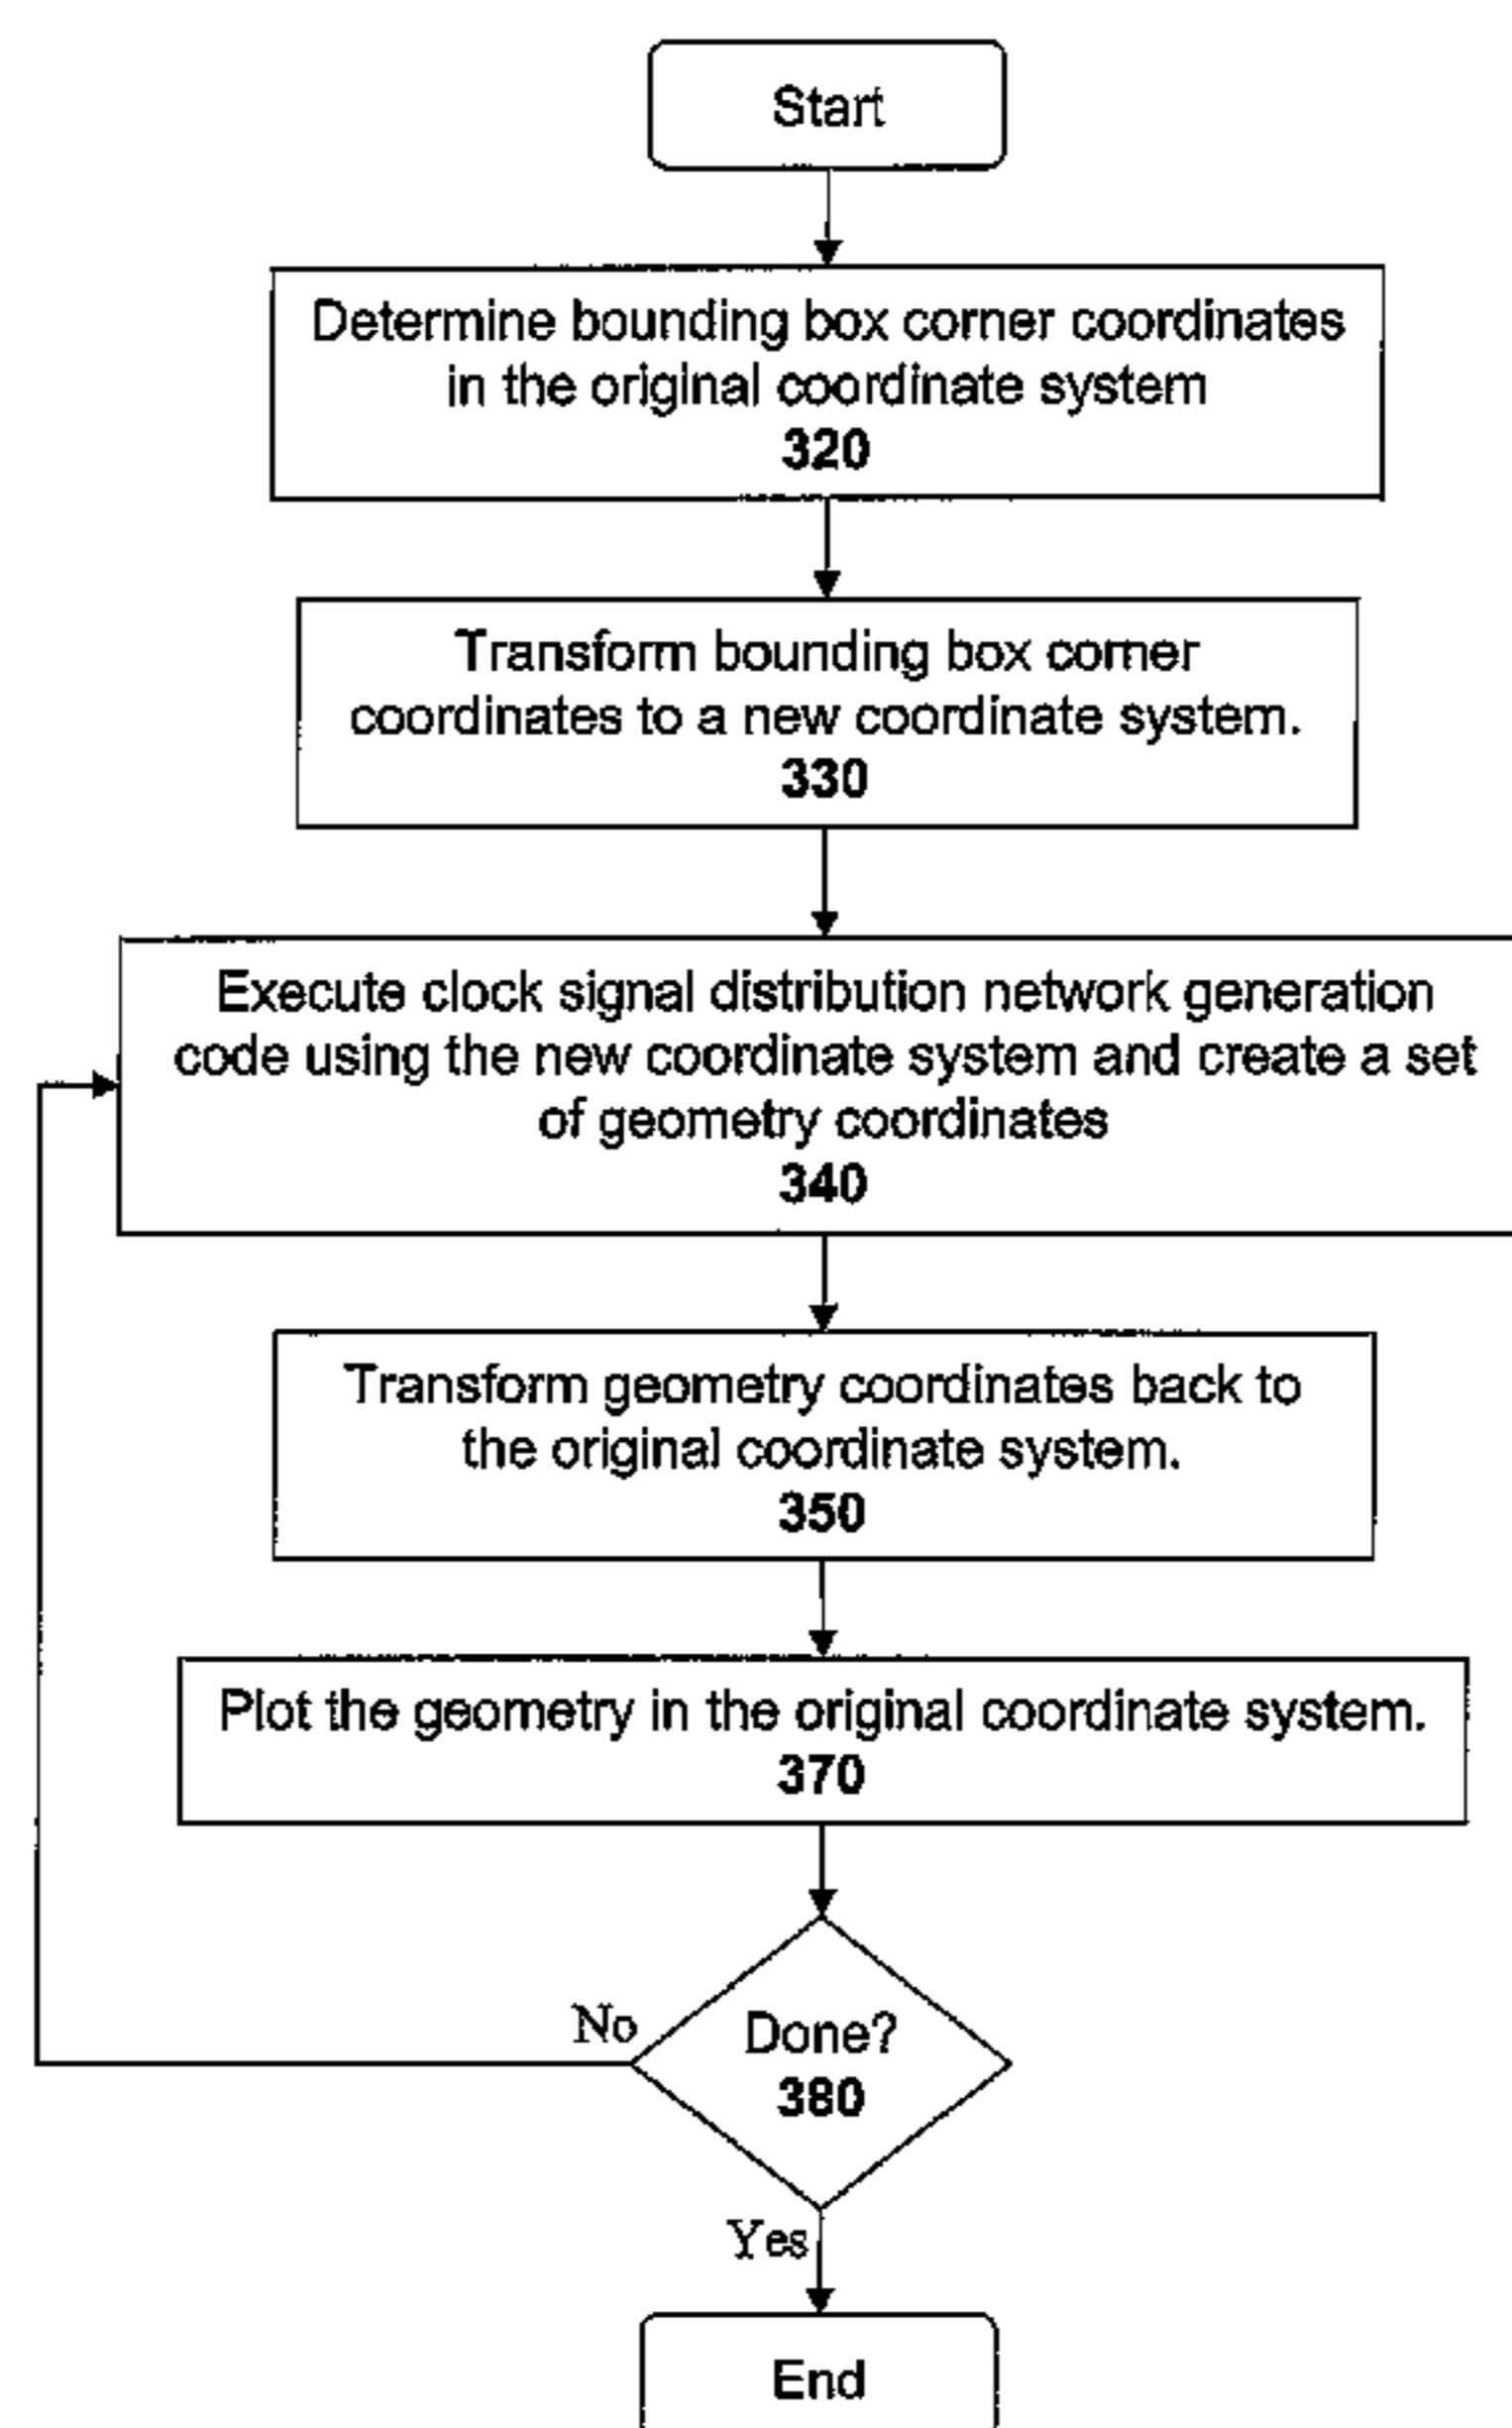 Start
Determine bounding box corner coordinates
in the original coordinate system
320
Transform bounding box corner
coordinates to a new coordinate system.
330
Execute clock signal distribution network generation
code using the new coordinate system and create a set
of geometry coordinates
340
Transform geometry coordinates back to
the original coordinate system.
350
Plot the geometry in the original coordinate system.
370
Done?
380
No
Yes
End